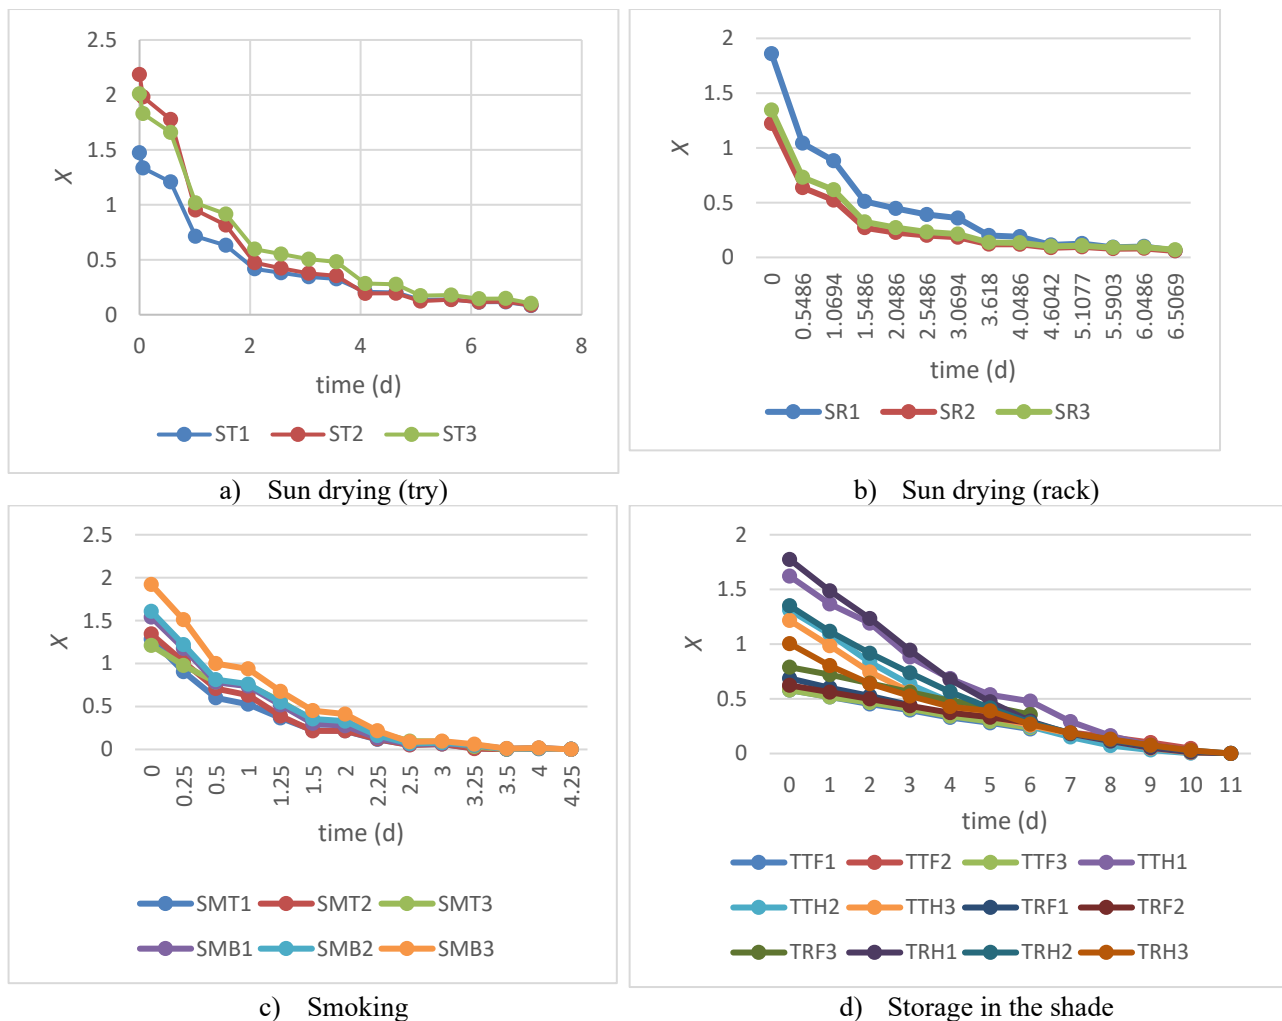 2.5
2
1.5
1
0.5
0
X
0 2 4 6 8
time (d)
ST1 ST2 ST3
a) Sun drying (try)
2
1.5
1
0.5
0
X
0 0.5486 1.0694 1.5486 2.0486 2.5486 3.0694 3.618 4.0486 4.6042 5.1077 5.5903 6.0486 6.5069
time (d)
SR1 SR2 SR3
b) Sun drying (rack)
2.5
2
1.5
1
0.5
0
X
0 0.25 0.5 1 1.25 1.5 2 2.25 2.5 3 3.25 3.5 4 4.25
time (d)
SMT1 SMT2 SMT3
SMB1 SMB2 SMB3
c) Smoking
2
1.5
1
0.5
0
X
0 1 2 3 4 5 6 7 8 9 10 11
time (d)
TTF1 TTF2 TTF3 TTH1
TTH2 TTH3 TRF1 TRF2
TRF3 TRH1 TRH2 TRH3
d) Storage in the shade